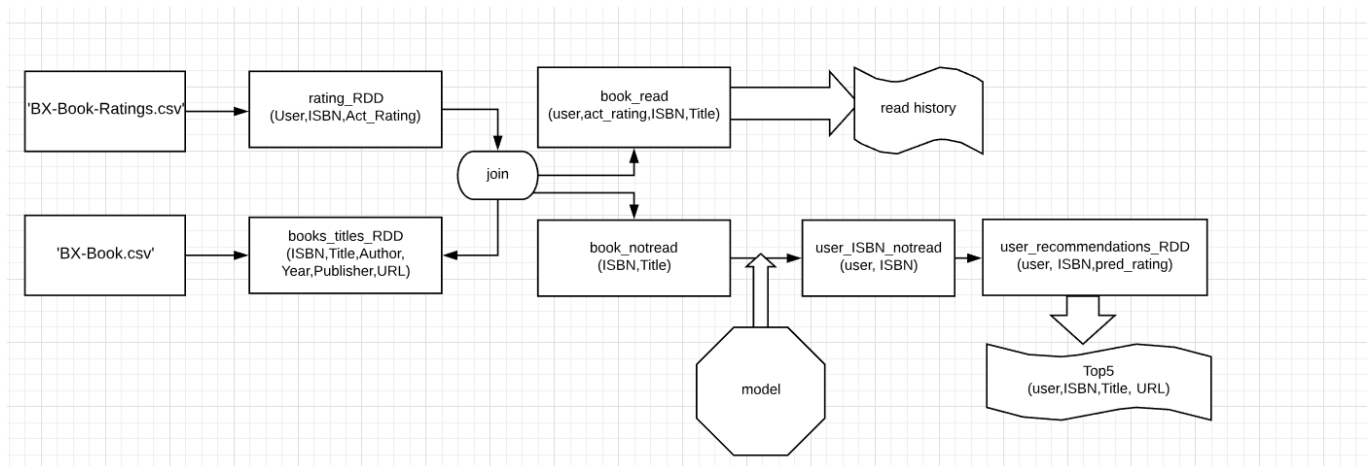 'BX-Book-Ratings.csv'
rating_RDD
(User,ISBN,Act_Rating)
book_read
(user,act_rating,ISBN,Title)
read history
join
'BX-Book.csv'
books_titles_RDD
(ISBN,Title,Author,
Year,Publisher,URL)
book_notread
(ISBN,Title)
user_ISBN_notread
(user, ISBN)
user_recommendations_RDD
(user, ISBN,pred_rating)
model
Top5
(user,ISBN,Title, URL)